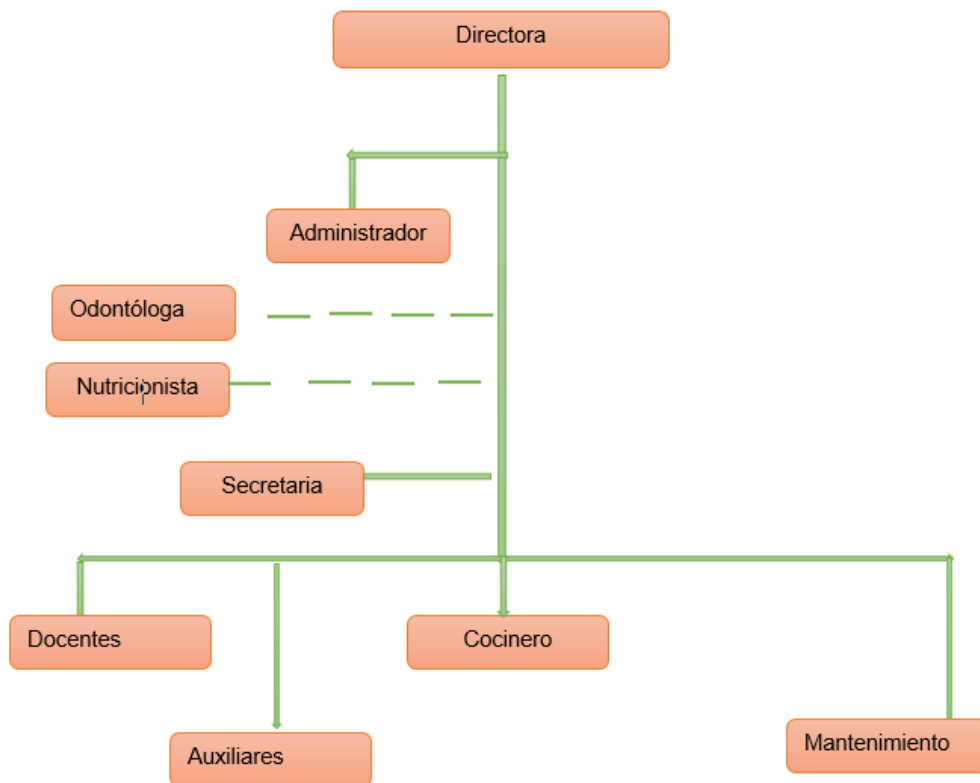 Directora
Administrador
Odontóloga
Nutricionista
Secretaria
Docentes
Cocinero
Auxiliares
Mantenimiento